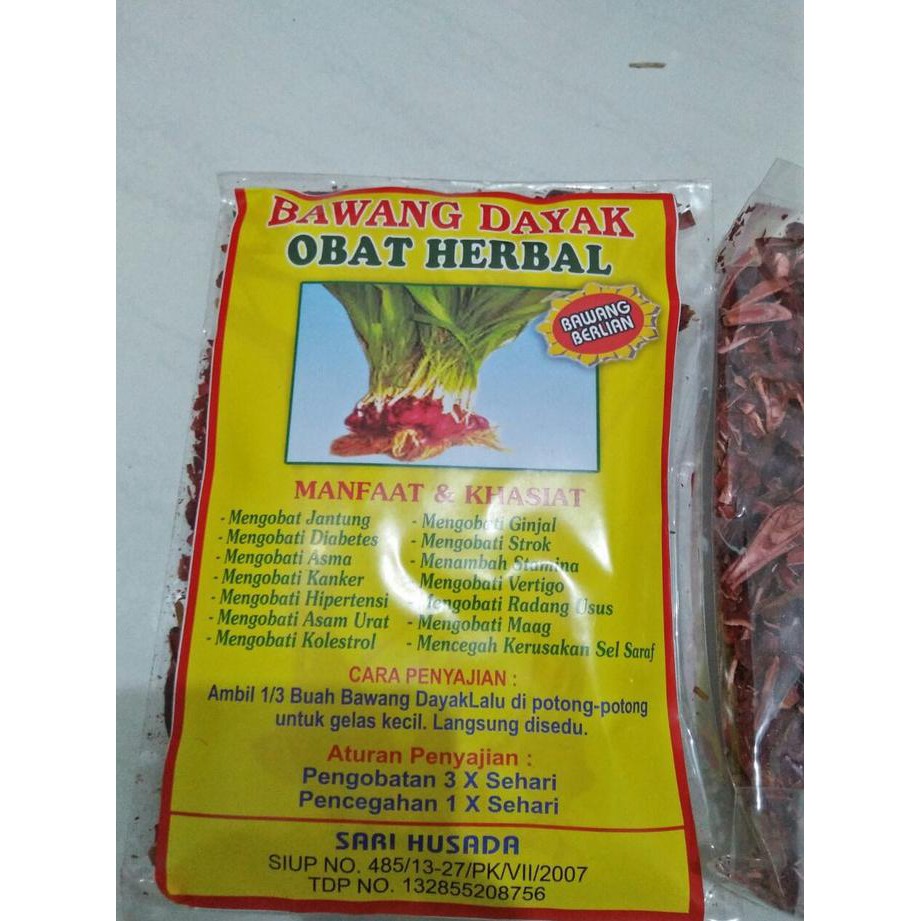 BAWANG DAYAK
OBAT HERBAL
BAWANG
BERLIAN
MANFAAT & KHASIAT
- Mengobat Jantung
- Mengobati Diabetes
- Mengobati Asma
- Mengobati Kanker
- Mengobati Hipertensi
- Mengobati Asam Urat
- Mengobati Kolestrol
- Mengobati Ginjal
- Mengobati Strok
- Menambah Stamina
- Mengobati Vertigo
- Mengobati Radang Usus
- Mengobati Maag
- Mencegah Kerusakan Sel Saraf
CARA PENYAJIAN :
Ambil 1/3 Buah Bawang DayakLalu di potong-potong
untuk gelas kecil. Langsung disedu.
Aturan Penyajian :
Pengobatan 3 X Sehari
Pencegahan 1 X Sehari
SARI HUSADA
SIUP NO. 485/13-27/PK/VII/2007
TDP NO. 132855208756